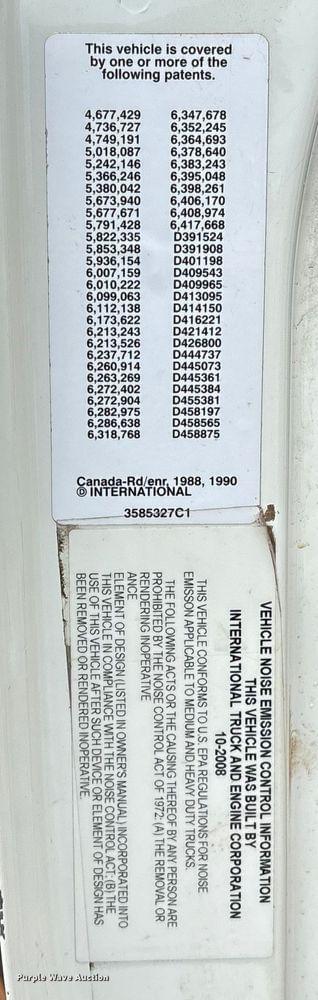 This vehicle is covered
by one or more of the
following patents.
4,677,429 6,347,678
4,736,727 6,352,245
4,749,191 6,364,693
5,018,087 6,378,640
5,242,146 6,383,243
5,366,246 6,395,048
5,380,042 6,398,261
5,673,940 6,406,170
5,677,671 6,408,974
5,791,428 6,417,668
5,822,335 D391524
5,853,348 D391908
5,936,154 D401198
6,007,159 D409543
6,010,222 D409965
6,099,063 D413095
6,112,138 D414150
6,173,622 D416221
6,213,243 D421412
6,213,526 D426800
6,237,712 D444737
6,260,914 D445073
6,263,269 D445361
6,272,402 D445384
6,272,904 D455381
6,282,975 D458197
6,286,638 D458565
6,318,768 D458875
Canada-Rd/enr, 1988, 1990
© INTERNATIONAL
3585327C1
VEHICLE NOISE EMISSION CONTROL INFORMATION
THIS VEHICLE WAS BUILT BY
INTERNATIONAL TRUCK AND ENGINE CORPORATION
10-2008
THIS VEHICLE CONFORMS TO U.S. EPA REGULATIONS FOR NOISE
EMISSION APPLICABLE TO MEDIUM AND HEAVY DUTY TRUCKS.
THE FOLLOWING ACTS OR THE CAUSING THEREOF BY ANY PERSON ARE
PROHIBITED BY THE NOISE CONTROL ACT OF 1972: (A) THE REMOVAL OR
RENDERING INOPERATIVE
ANCE
ELEMENT OF DESIGN (LISTED IN OWNER'S MANUAL) INCORPORATED INTO
THIS VEHICLE IN COMPLIANCE WITH THE NOISE CONTROL ACT; (B) THE
USE OF THIS VEHICLE AFTER SUCH DEVICE OR ELEMENT OF DESIGN HAS
BEEN REMOVED OR RENDERED INOPERATIVE.
Purple Wave Auction